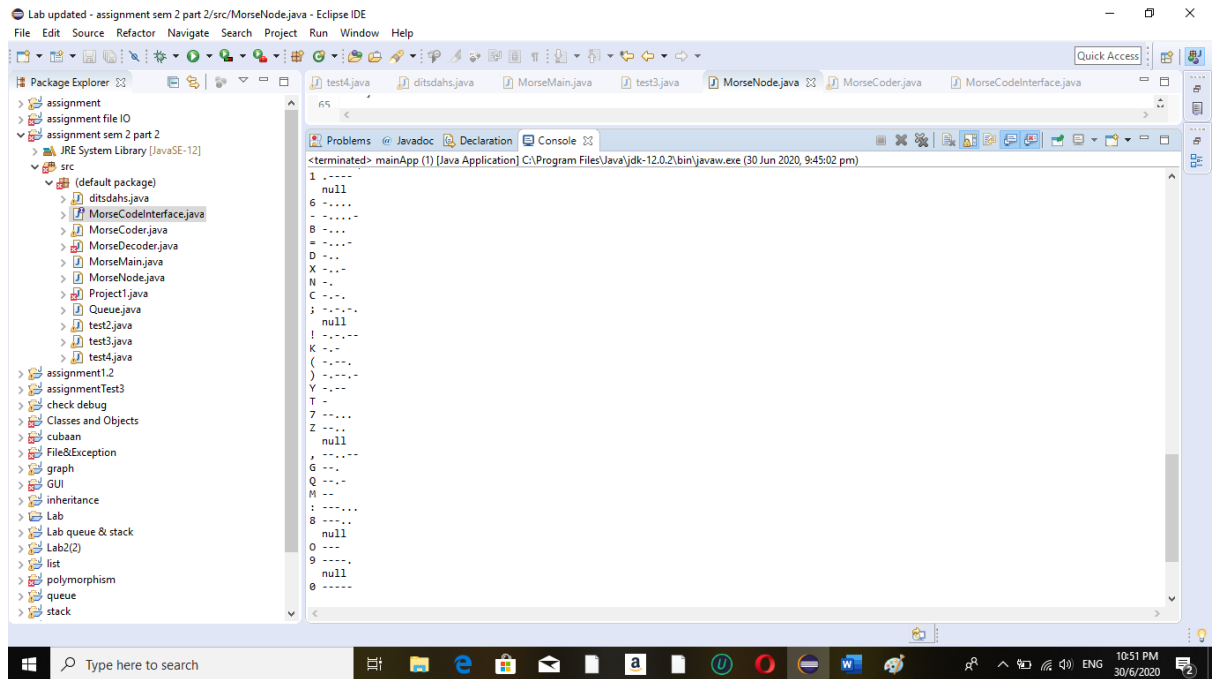 Lab updated - assignment sem 2 part 2/src/MorseNode.java - Eclipse IDE
File Edit Source Refactor Navigate Search Project Run Window Help
Quick Access
Package Explorer
test4.java ditsdahs.java MorseMain.java test3.java MorseNode.java MorseCoder.java MorseCodeInterface.java
assignment
assignment file IO
assignment sem 2 part 2
JRE System Library [JavaSE-12]
src
(default package)
ditsdahs.java
MorseCodeInterface.java
MorseCoder.java
MorseDecoder.java
MorseMain.java
MorseNode.java
Project1.java
Queue.java
test2.java
test3.java
test4.java
assignment1.2
assignmentTest3
check debug
Classes and Objects
cubaan
File&Exception
graph
GUI
inheritance
Lab
Lab queue & stack
Lab2(2)
list
polymorphism
queue
stack
65
Problems @ Javadoc Declaration Console
<terminated> mainApp (1) [Java Application] C:\Program Files\Java\jdk-12.0.2\bin\javaw.exe (30 Jun 2020, 9:45:02 pm)
1 .----
null
6 -....
- -....-
B -...
= -...-
D -..
X -..-
N -.
C -.-.
; -.-.-.
null
! -.-.--
K -.-
( -.--.
) -.--.-
Y -.--
T -
7 --...
Z --..
null
, --..--
G --.
Q --.-
M --
: ---...
8 ---..
null
O ---
9 ----.
null
0 -----
Type here to search
ENG
10:51 PM
30/6/2020
2